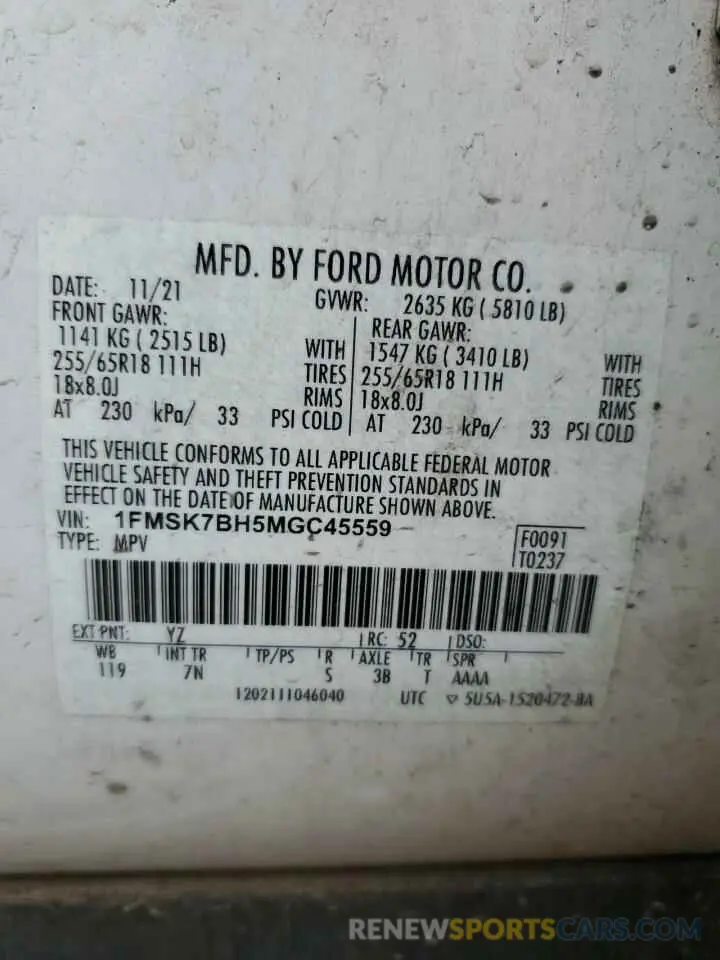 MFD. BY FORD MOTOR CO.
DATE: 11/21 GVWR: 2635 KG ( 5810 LB)
FRONT GAWR: REAR GAWR:
1141 KG ( 2515 LB) WITH 1547 KG ( 3410 LB) WITH
255/65R18 111H TIRES 255/65R18 111H TIRES
18x8.0J RIMS 18x8.0J RIMS
AT 230 kPa/ 33 PSI COLD AT 230 kPa/ 33 PSI COLD
THIS VEHICLE CONFORMS TO ALL APPLICABLE FEDERAL MOTOR
VEHICLE SAFETY AND THEFT PREVENTION STANDARDS IN
EFFECT ON THE DATE OF MANUFACTURE SHOWN ABOVE.
VIN: 1FMSK7BH5MGC45559 F0091
TYPE: MPV T0237
EXT PNT: YZ RC: 52 DSO:
WB INT TR TP/PS R AXLE TR SPR
119 7N S 3B T AAAA
1202111046040 UTC ▽ 5U5A-1520472-BA
RENEWSPORTSCARS.COM